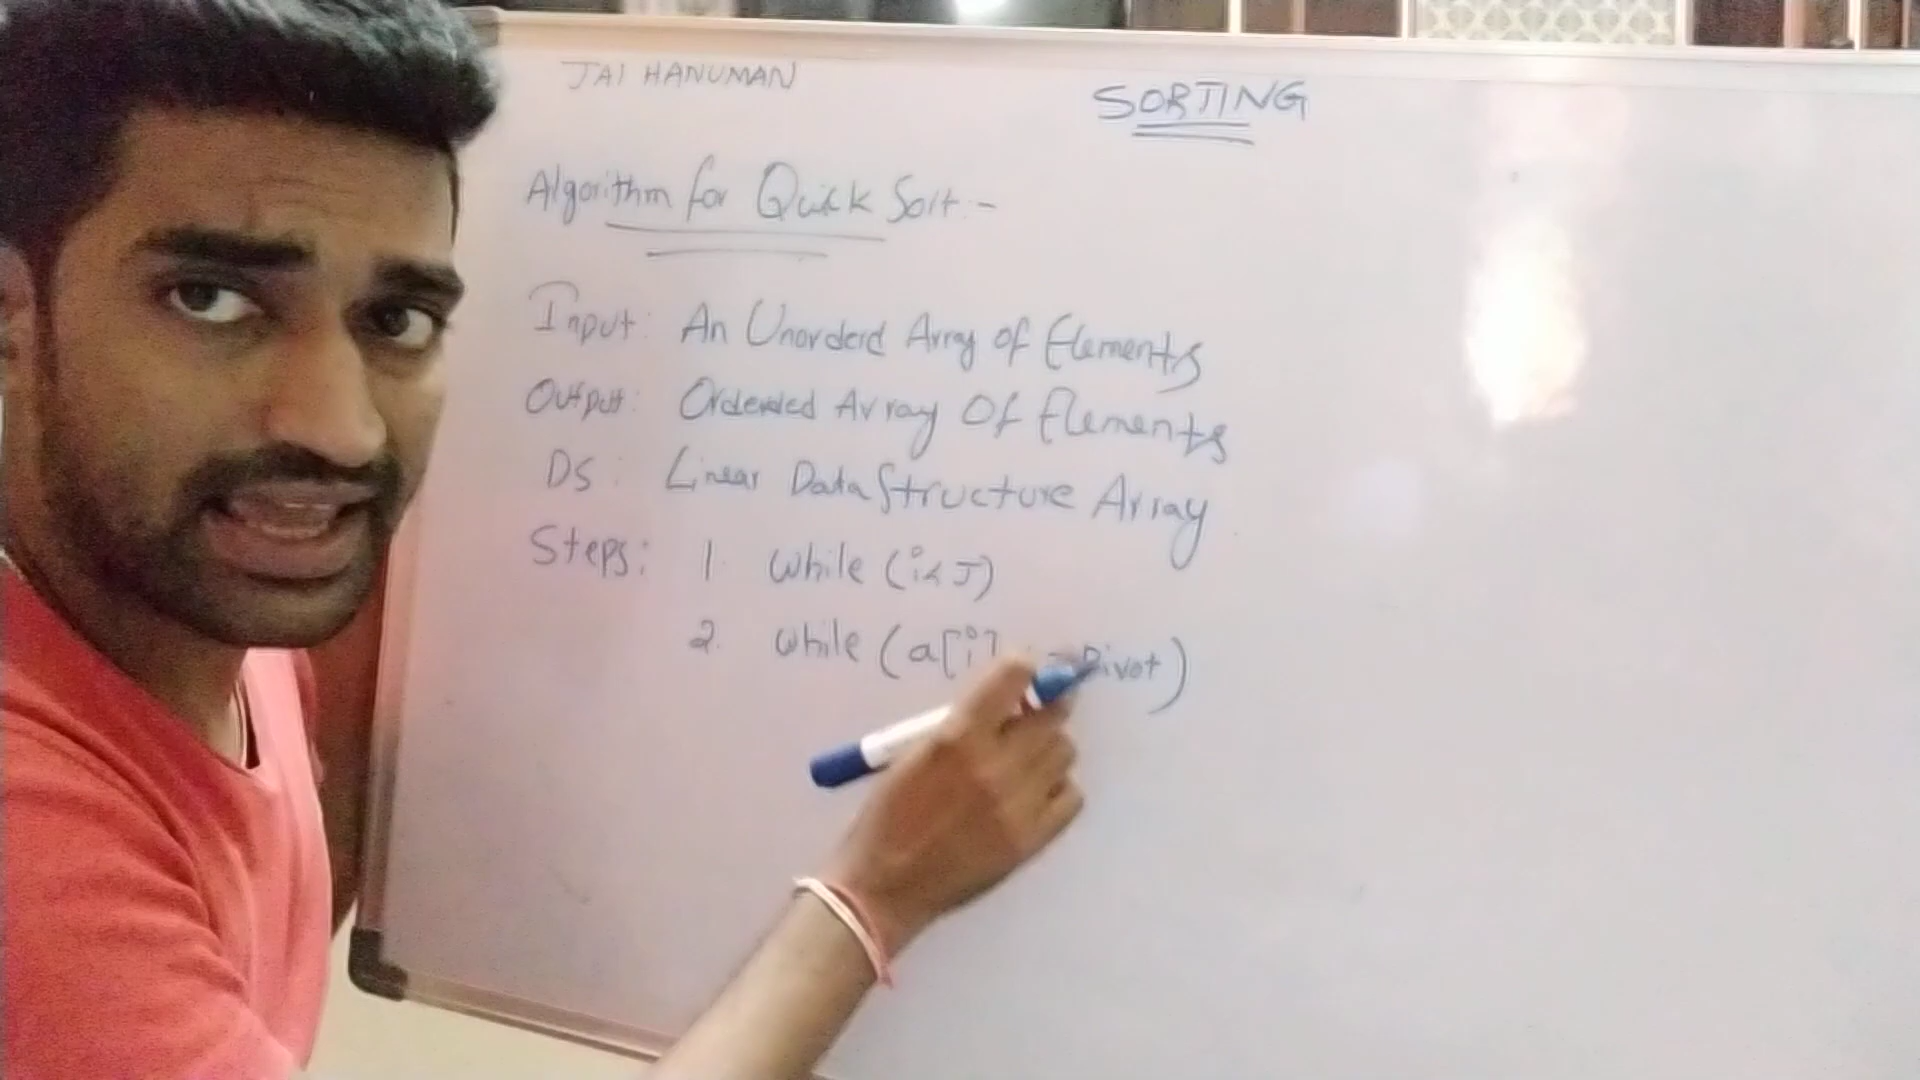 JAI HANUMAN
SORTING
Algorithm for Quick Sort :-
Input: An Unorderd Array of Elements
Output: Orderded Array Of Elements
DS: Linear Data Structure Array
Steps: 1. while (i< J)
2. while (a[i] = Pivot)